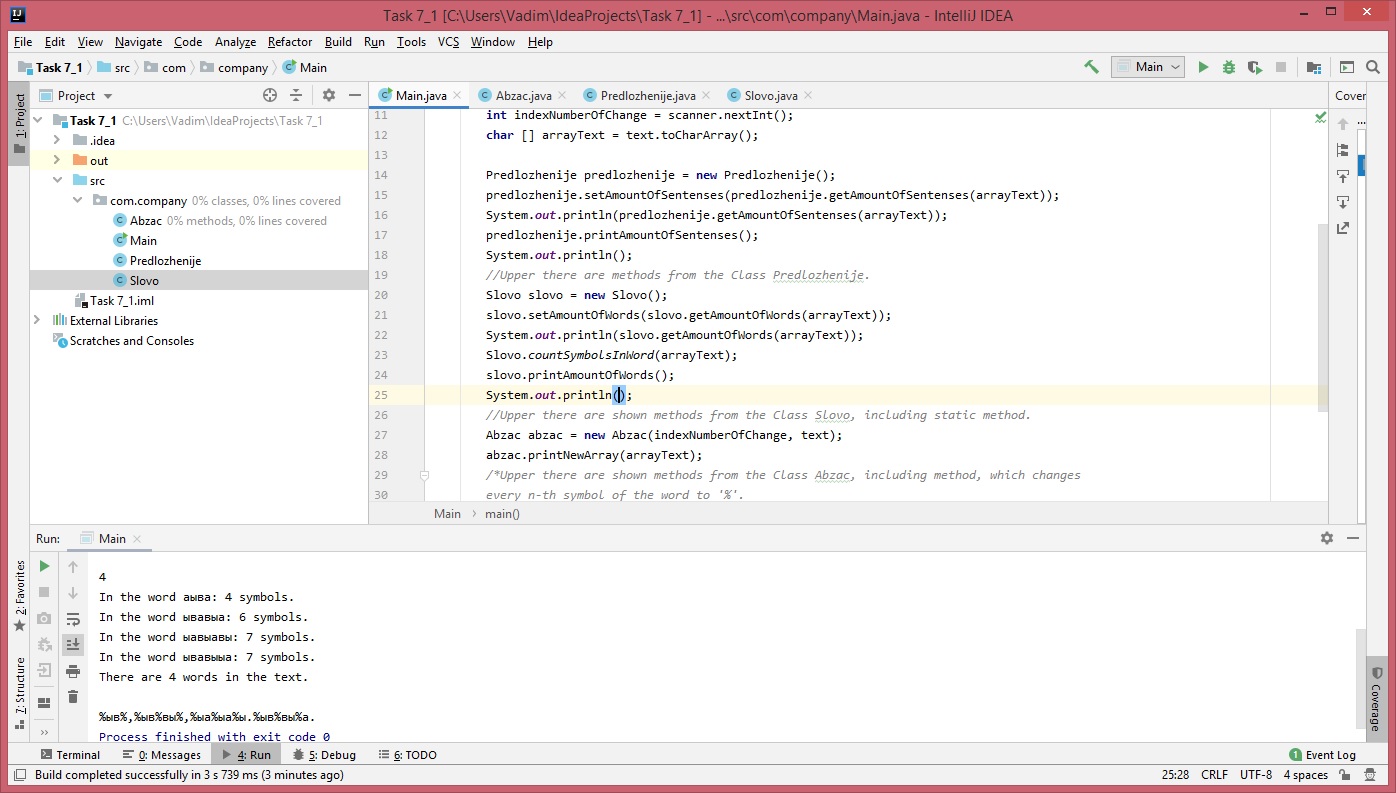 Task 7_1 [C:\Users\Vadim\IdeaProjects\Task 7_1] - ...\src\com\company\Main.java - IntelliJ IDEA
File Edit View Navigate Code Analyze Refactor Build Run Tools VCS Window Help
Task 7_1 src com company Main Main
1: Project
Project
Main.java Abzac.java Predlozhenije.java Slovo.java Cover
Task 7_1 C:\Users\Vadim\IdeaProjects\Task 7_1
.idea
out
src
com.company 0% classes, 0% lines covered
Abzac 0% methods, 0% lines covered
Main
Predlozhenije
Slovo
Task 7_1.iml
External Libraries
Scratches and Consoles
11 int indexNumberOfChange = scanner.nextInt();
12 char [] arrayText = text.toCharArray();
13
14 Predlozhenije predlozhenije = new Predlozhenije();
15 predlozhenije.setAmountOfSentenses(predlozhenije.getAmountOfSentenses(arrayText));
16 System.out.println(predlozhenije.getAmountOfSentenses(arrayText));
17 predlozhenije.printAmountOfSentenses();
18 System.out.println();
19 //Upper there are methods from the Class Predlozhenije.
20 Slovo slovo = new Slovo();
21 slovo.setAmountOfWords(slovo.getAmountOfWords(arrayText));
22 System.out.println(slovo.getAmountOfWords(arrayText));
23 Slovo.countSymbolsInWord(arrayText);
24 slovo.printAmountOfWords();
25 System.out.println();
26 //Upper there are shown methods from the Class Slovo, including static method.
27 Abzac abzac = new Abzac(indexNumberOfChange, text);
28 abzac.printNewArray(arrayText);
29 /*Upper there are shown methods from the Class Abzac, including method, which changes
30 every n-th symbol of the word to '%'.
Main main()
Run: Main
2: Favorites
7: Structure
4
In the word аыва: 4 symbols.
In the word ывавыа: 6 symbols.
In the word ыавыавы: 7 symbols.
In the word ывавыыа: 7 symbols.
There are 4 words in the text.
%ыв%,%ыв%вы%,%ыа%ыа%ы.%ыв%вы%а.
Process finished with exit code 0
Coverage
Terminal 0: Messages 4: Run 5: Debug 6: TODO 1 Event Log
Build completed successfully in 3 s 739 ms (3 minutes ago) 25:28 CRLF UTF-8 4 spaces